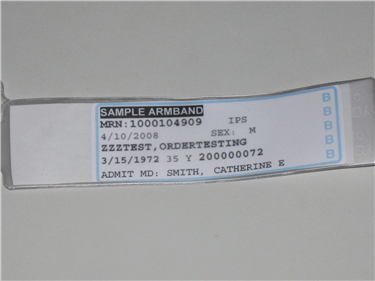 SAMPLE ARMBAND
MRN:1000104909 IPS
4/10/2008 SEX: M
ZZZTEST,ORDERTESTING
3/15/1972 35 Y 200000072
ADMIT MD: SMITH, CATHERINE E
B
B
B
B
B